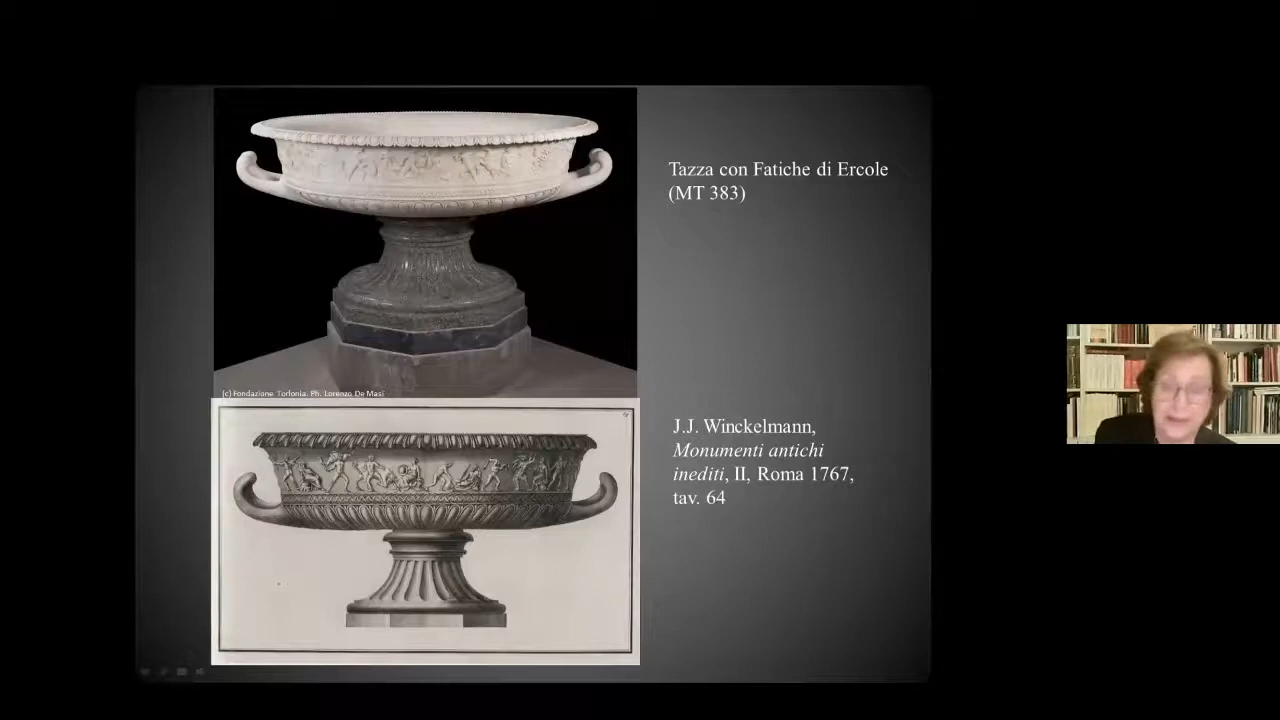 Tazza con Fatiche di Ercole
(MT 383)
(c) Fondazione Torlonia. Ph. Lorenzo De Masi
J.J. Winckelmann,
Monumenti antichi
inediti, II, Roma 1767,
tav. 64